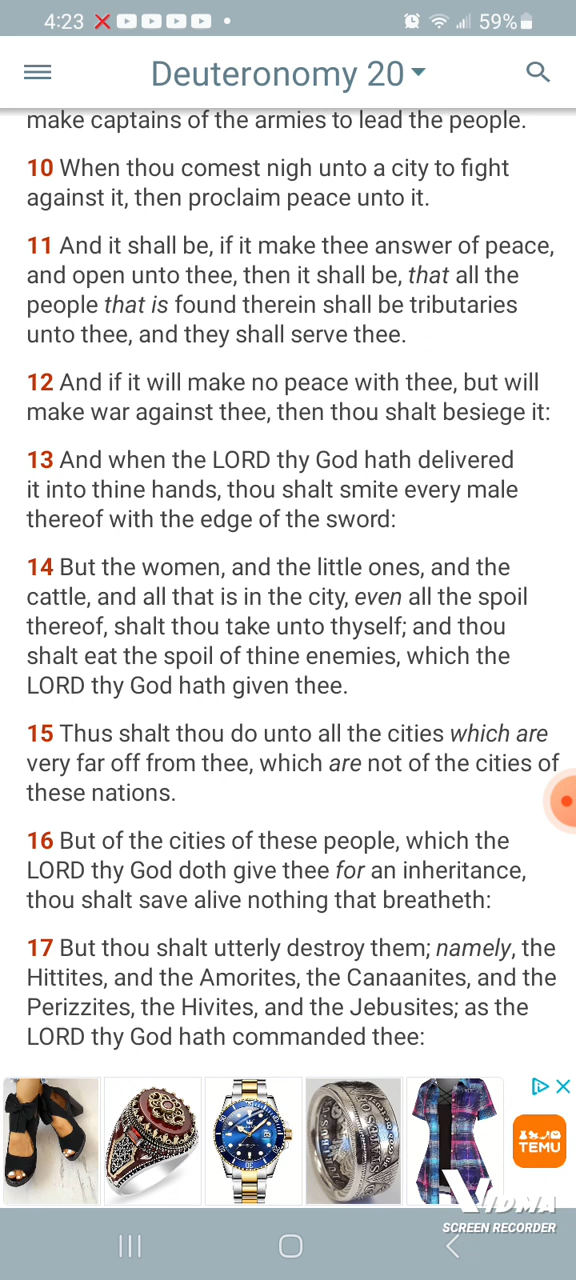 4:23
59%
Deuteronomy 20
make captains of the armies to lead the people.
10 When thou comest nigh unto a city to fight
against it, then proclaim peace unto it.
11 And it shall be, if it make thee answer of peace,
and open unto thee, then it shall be, that all the
people that is found therein shall be tributaries
unto thee, and they shall serve thee.
12 And if it will make no peace with thee, but will
make war against thee, then thou shalt besiege it:
13 And when the LORD thy God hath delivered
it into thine hands, thou shalt smite every male
thereof with the edge of the sword:
14 But the women, and the little ones, and the
cattle, and all that is in the city, even all the spoil
thereof, shalt thou take unto thyself; and thou
shalt eat the spoil of thine enemies, which the
LORD thy God hath given thee.
15 Thus shalt thou do unto all the cities which are
very far off from thee, which are not of the cities of
these nations.
16 But of the cities of these people, which the
LORD thy God doth give thee for an inheritance,
thou shalt save alive nothing that breatheth:
17 But thou shalt utterly destroy them; namely, the
Hittites, and the Amorites, the Canaanites, and the
Perizzites, the Hivites, and the Jebusites; as the
LORD thy God hath commanded thee:
TEMU
VIDMA
SCREEN RECORDER